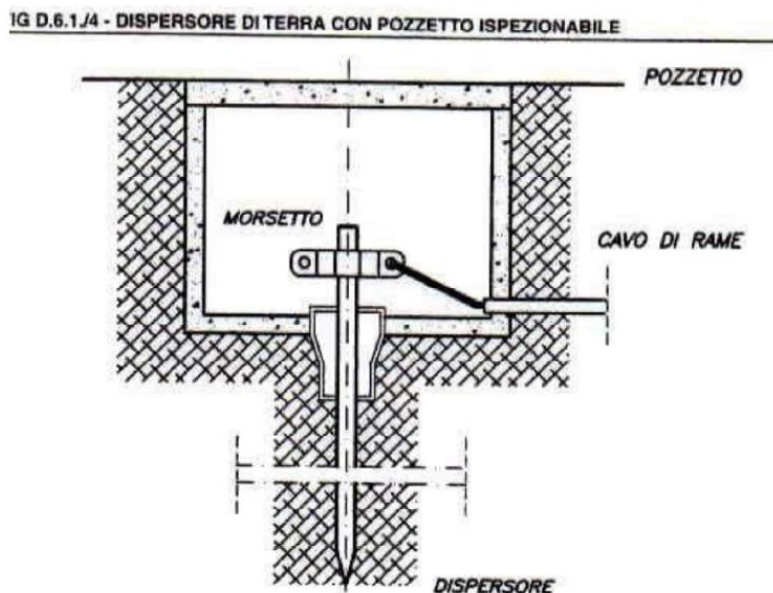 IG D.6.1./4 - DISPERSORE DI TERRA CON POZZETTO ISPEZIONABILE
POZZETTO
MORSETTO
CAVO DI RAME
DISPERSORE